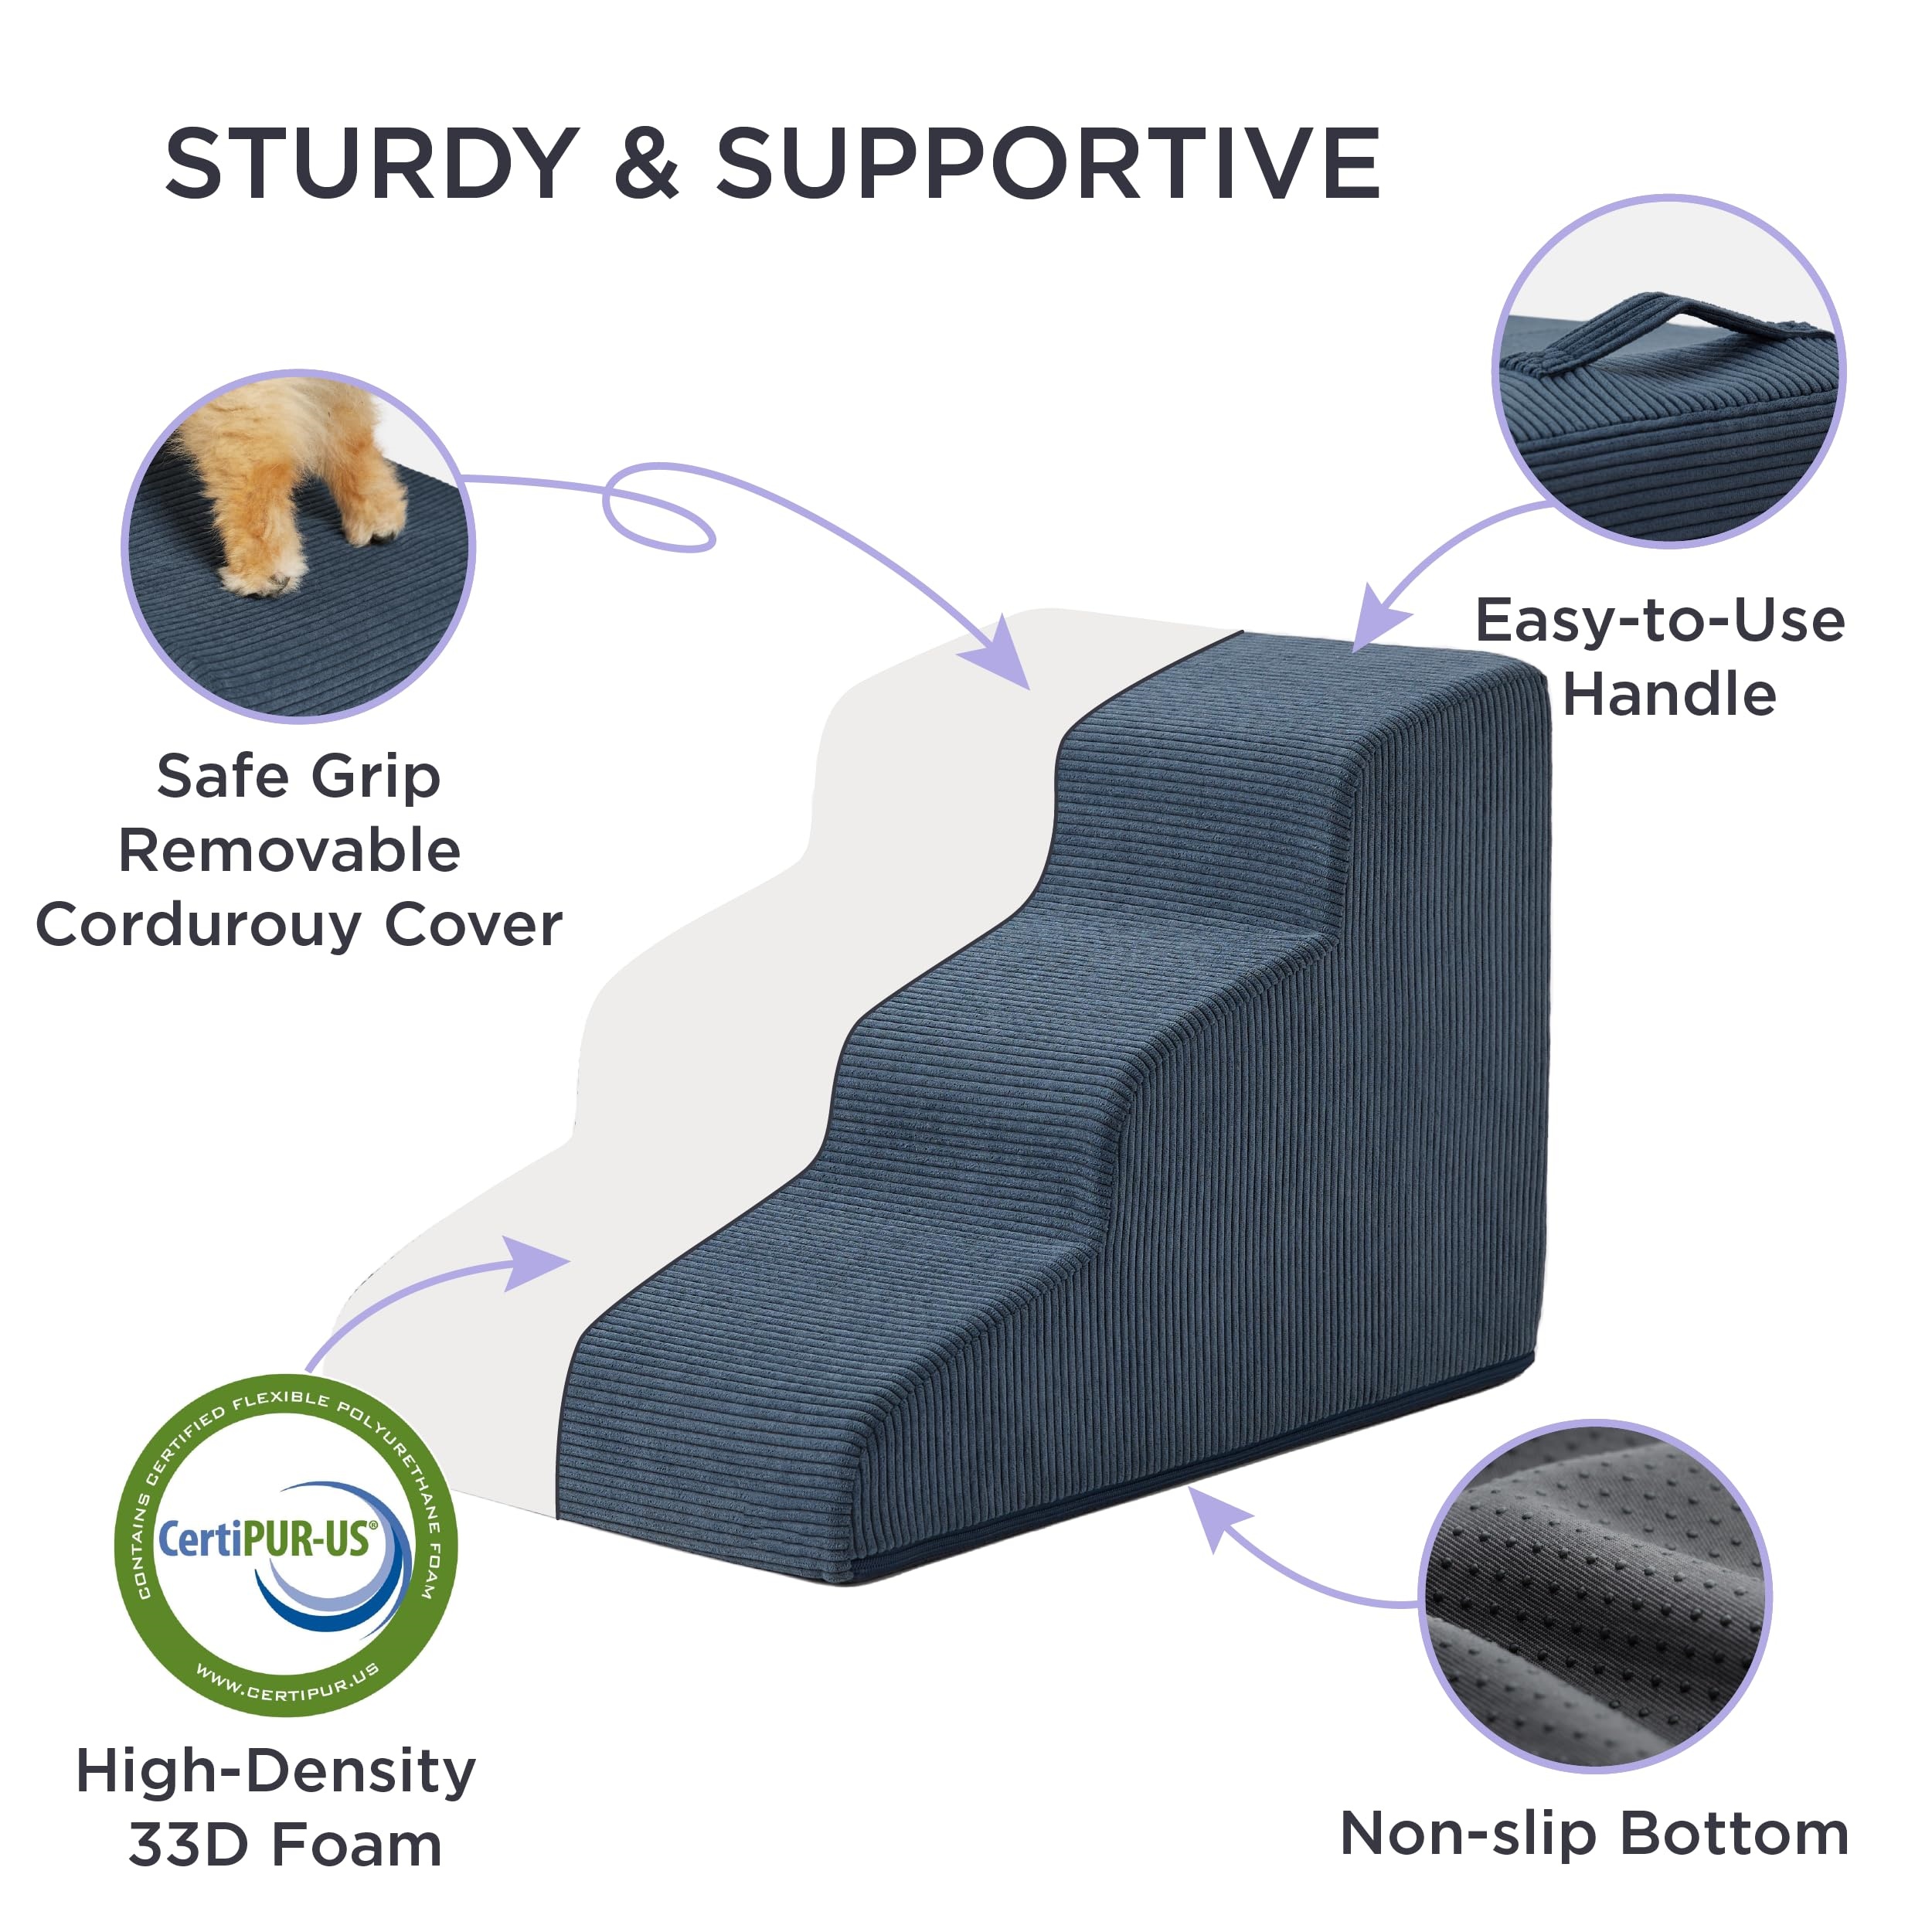 STURDY & SUPPORTIVE
Easy-to-Use
Handle
Safe Grip
Removable
Cordurouy Cover
CONTAINS CERTIFIED FLEXIBLE POLYURETHANE FOAM
CertiPUR-US®
WWW.CERTIPUR.US
High-Density
33D Foam
Non-slip Bottom